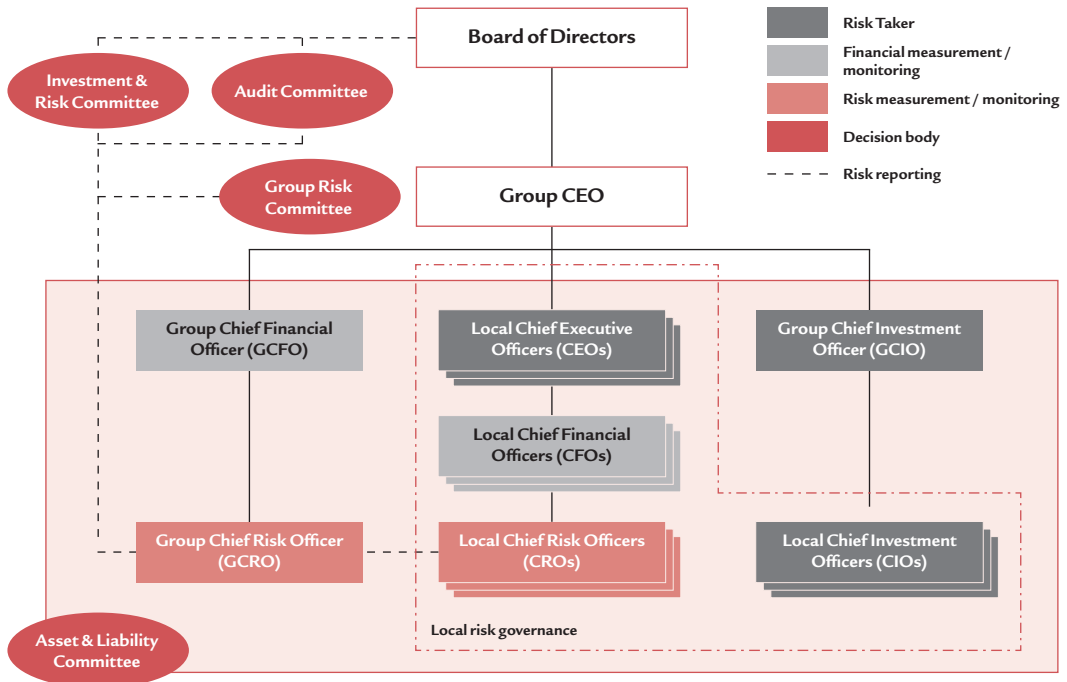 Board of Directors
Investment &
Risk Committee
Audit Committee
Group Risk
Committee
Group CEO
Risk Taker
Financial measurement /
monitoring
Risk measurement / monitoring
Decision body
Risk reporting
Group Chief Financial
Officer (GCFO)
Local Chief Executive
Officers (CEOs)
Group Chief Investment
Officer (GCIO)
Local Chief Financial
Officers (CFOs)
Group Chief Risk Officer
(GCRO)
Local Chief Risk Officers
(CROs)
Local Chief Investment
Officers (CIOs)
Local risk governance
Asset & Liability
Committee